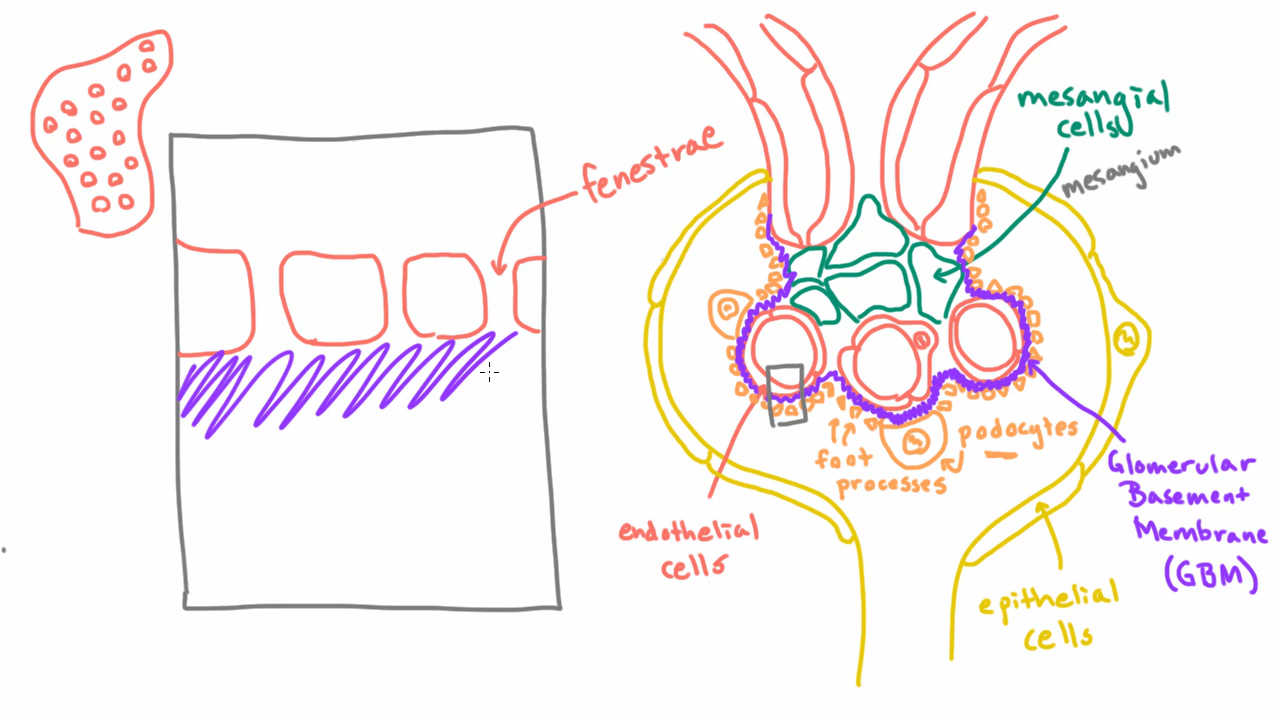 fenestrae
mesangial
cells
mesangium
foot
processes
podocytes
Glomerular
Basement
Membrane
(GBM)
endothelial
cells
epithelial
cells